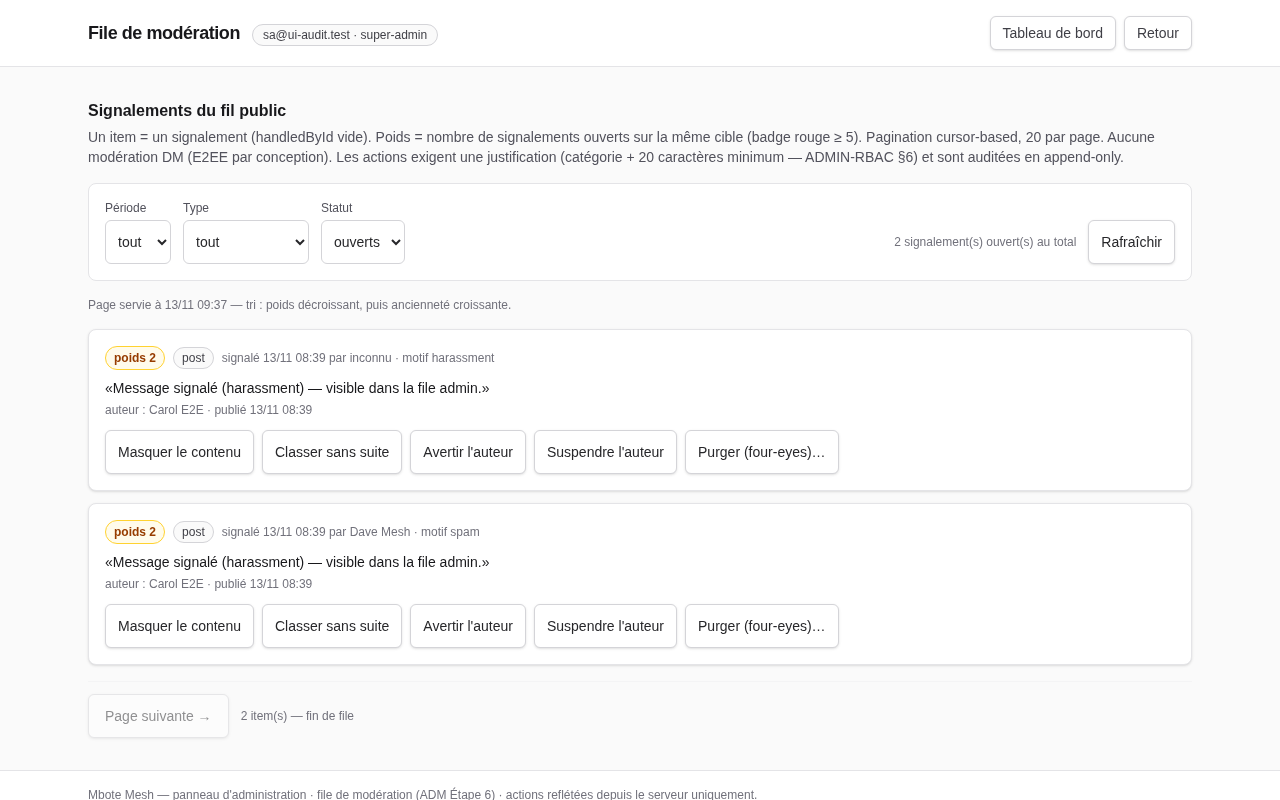 File de modération
sa@ui-audit.test · super-admin
Tableau de bord
Retour
Signalements du fil public
Un item = un signalement (handledById vide). Poids = nombre de signalements ouverts sur la même cible (badge rouge ≥ 5). Pagination cursor-based, 20 par page. Aucune
modération DM (E2EE par conception). Les actions exigent une justification (catégorie + 20 caractères minimum — ADMIN-RBAC §6) et sont auditées en append-only.
Période
Type
Statut
tout
tout
ouverts
2 signalement(s) ouvert(s) au total
Rafraîchir
Page servie à 13/11 09:37 — tri : poids décroissant, puis ancienneté croissante.
poids 2
post
signalé 13/11 08:39 par inconnu · motif harassment
«Message signalé (harassment) — visible dans la file admin.»
auteur : Carol E2E · publié 13/11 08:39
Masquer le contenu
Classer sans suite
Avertir l'auteur
Suspendre l'auteur
Purger (four-eyes)…
poids 2
post
signalé 13/11 08:39 par Dave Mesh · motif spam
«Message signalé (harassment) — visible dans la file admin.»
auteur : Carol E2E · publié 13/11 08:39
Masquer le contenu
Classer sans suite
Avertir l'auteur
Suspendre l'auteur
Purger (four-eyes)…
Page suivante →
2 item(s) — fin de file
Mbote Mesh — panneau d'administration · file de modération (ADM Étape 6) · actions reflétées depuis le serveur uniquement.